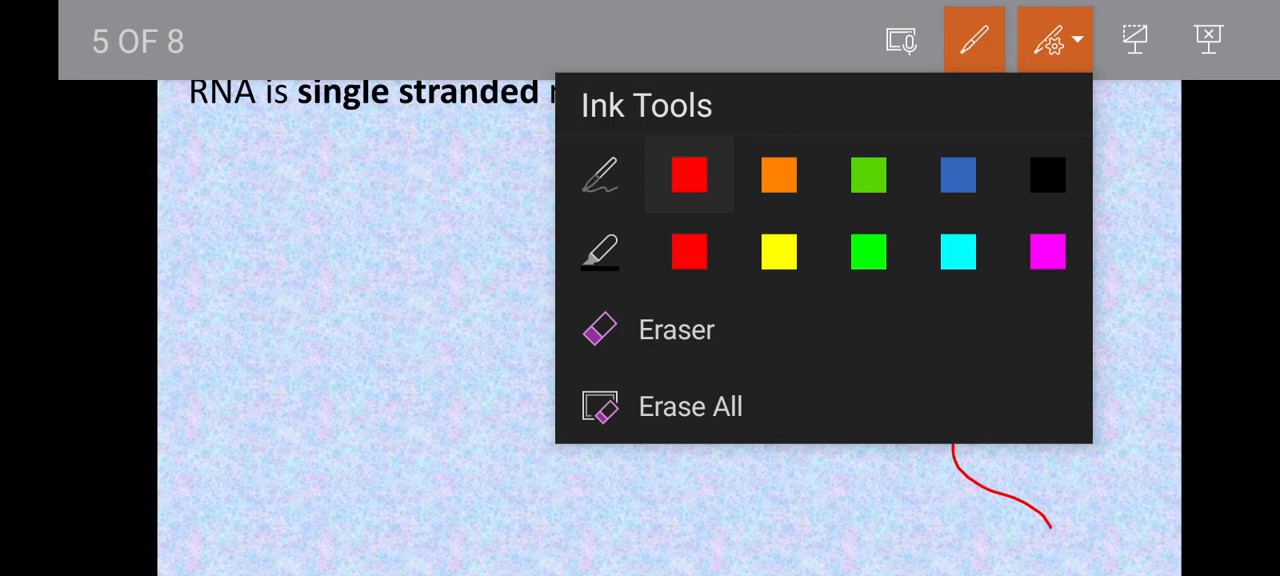 5 OF 8
RNA is single stranded
Ink Tools
Eraser
Erase All